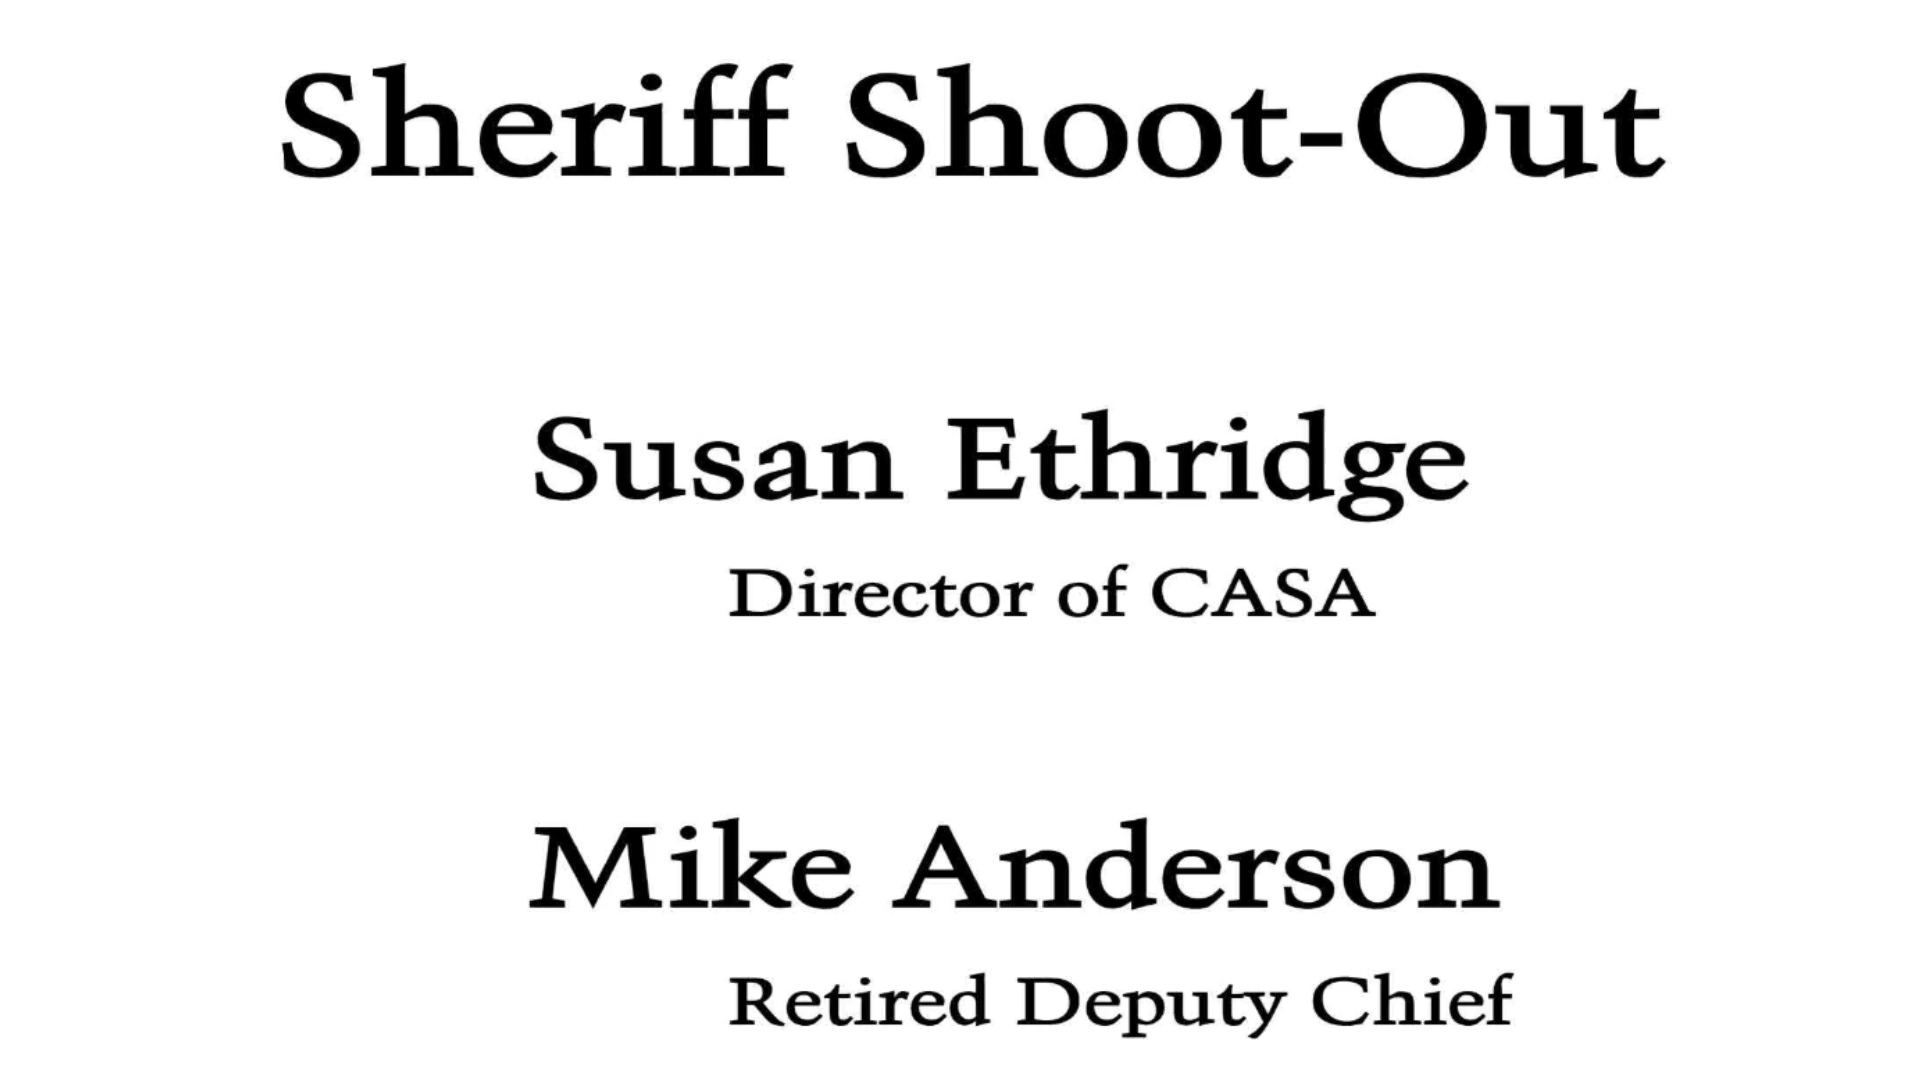 Sheriff Shoot-Out
Susan Ethridge
Director of CASA
Mike Anderson
Retired Deputy Chief